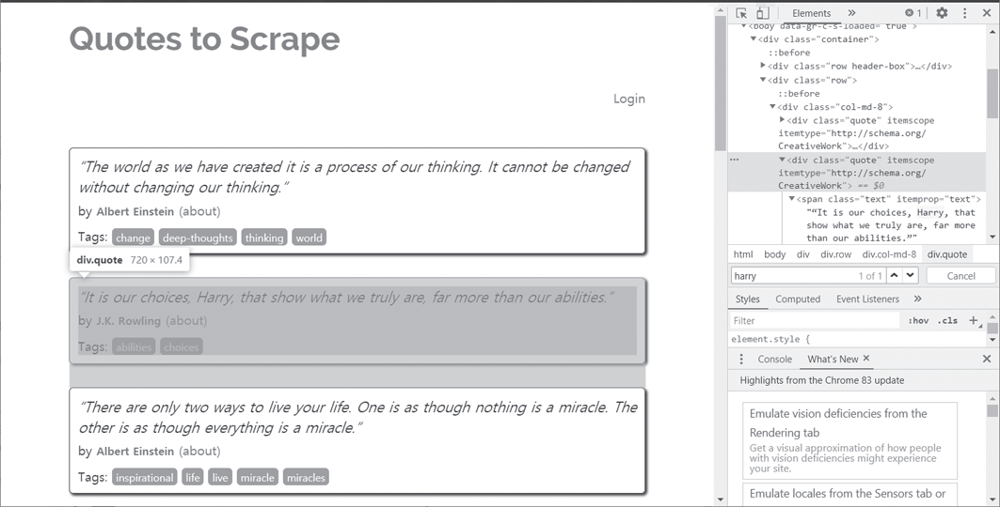 Quotes to Scrape
Login
“The world as we have created it is a process of our thinking. It cannot be changed
without changing our thinking.”
by Albert Einstein (about)
Tags: change deep-thoughts thinking world
div.quote 720 × 107.4
“It is our choices, Harry, that show what we truly are, far more than our abilities.”
by J.K. Rowling (about)
Tags: abilities choices
“There are only two ways to live your life. One is as though nothing is a miracle. The
other is as though everything is a miracle.”
by Albert Einstein (about)
Tags: inspirational life live miracle miracles
Elements
1
<body data-gr-c-s-loaded="true">
<div class="container">
::before
<div class="row header-box">…</div>
<div class="row">
::before
<div class="col-md-8">
<div class="quote" itemscope
itemtype="http://schema.org/
CreativeWork">…</div>
<div class="quote" itemscope
itemtype="http://schema.org/
CreativeWork"> == $0
<span class="text" itemprop="text">
"“It is our choices, Harry, that
show what we truly are, far more
than our abilities.”"
html body div div.row div.col-md-8 div.quote
harry 1 of 1 Cancel
Styles Computed Event Listeners
Filter :hov .cls
element.style {
Console What's New
Highlights from the Chrome 83 update
Emulate vision deficiencies from the
Rendering tab
Get a visual approximation of how people
with vision deficiencies might experience
your site.
Emulate locales from the Sensors tab or